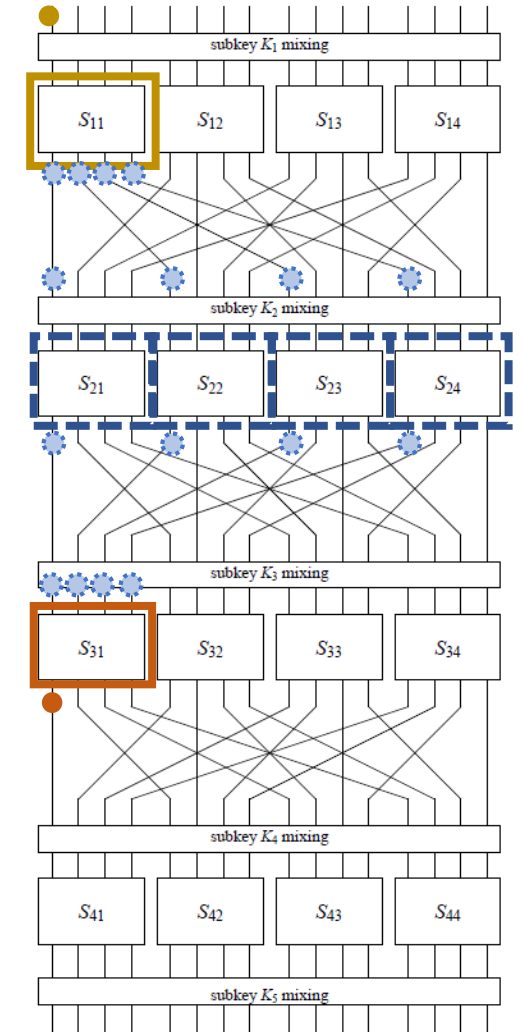 subkey K₁ mixing
S₁₁ S₁₂ S₁₃ S₁₄
subkey K₂ mixing
S₂₁ S₂₂ S₂₃ S₂₄
subkey K₃ mixing
S₃₁ S₃₂ S₃₃ S₃₄
subkey K₄ mixing
S₄₁ S₄₂ S₄₃ S₄₄
subkey K₅ mixing